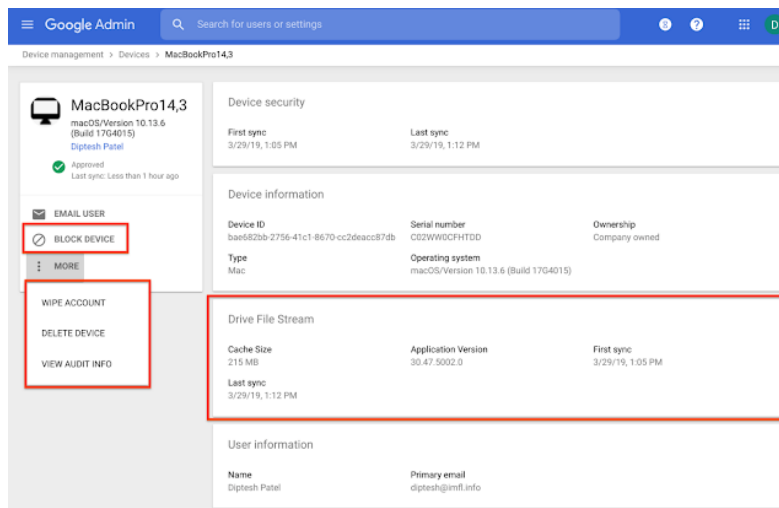 Google Admin
Search for users or settings
8
?
D
Device management > Devices > MacBookPro14,3
MacBookPro14,3
macOS/Version 10.13.6
(Build 17G4015)
Diptesh Patel
Approved
Last sync: Less than 1 hour ago
EMAIL USER
BLOCK DEVICE
MORE
WIPE ACCOUNT
DELETE DEVICE
VIEW AUDIT INFO
Device security
First sync
3/29/19, 1:05 PM
Last sync
3/29/19, 1:12 PM
Device information
Device ID
bae682bb-2756-41c1-8670-cc2deacc87db
Serial number
C02WW0CFHTDD
Ownership
Company owned
Type
Mac
Operating system
macOS/Version 10.13.6 (Build 17G4015)
Drive File Stream
Cache Size
215 MB
Application Version
30.47.5002.0
First sync
3/29/19, 1:05 PM
Last sync
3/29/19, 1:12 PM
User information
Name
Diptesh Patel
Primary email
diptesh@imfl.info